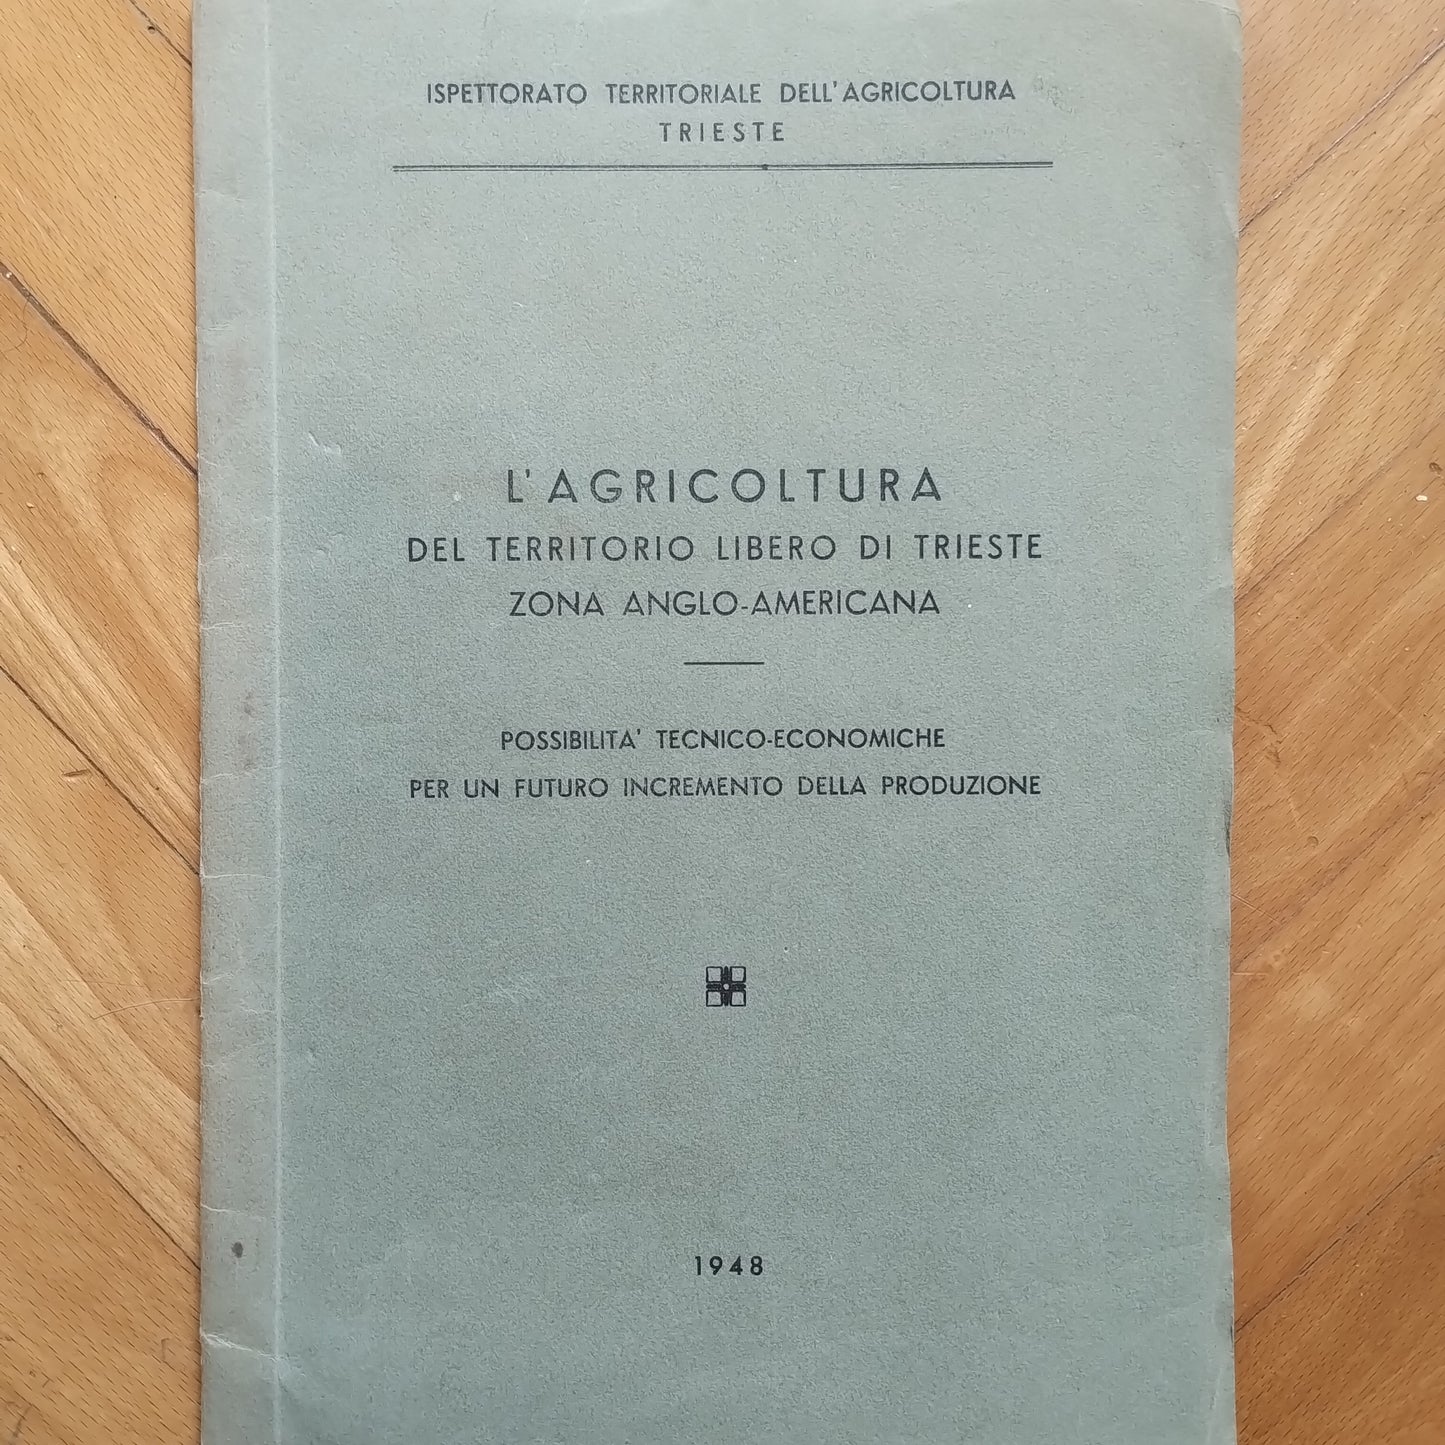 ISPETTORATO TERRITORIALE DELL'AGRICOLTURA
TRIESTE
L'AGRICOLTURA
DEL TERRITORIO LIBERO DI TRIESTE
ZONA ANGLO-AMERICANA
POSSIBILITA' TECNICO-ECONOMICHE
PER UN FUTURO INCREMENTO DELLA PRODUZIONE
1948